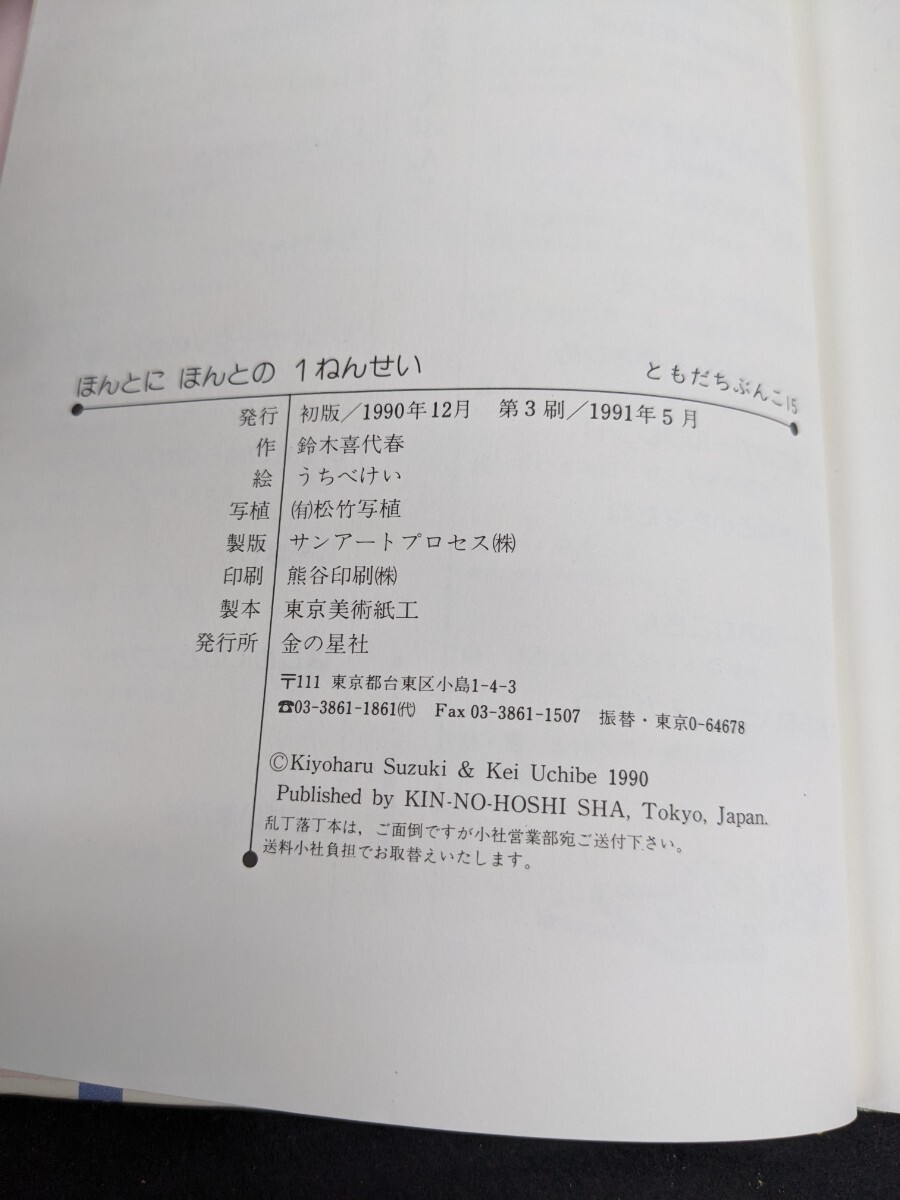 ほんとに ほんとの 1ねんせい ともだちぶんこ15
発行 初版／1990年12月 第3刷／1991年5月
作 鈴木喜代春
絵 うちべけい
写植 ㈲松竹写植
製版 サンアートプロセス㈱
印刷 熊谷印刷㈱
製本 東京美術紙工
発行所 金の星社
〒111 東京都台東区小島1-4-3
☎03-3861-1861㈹ Fax 03-3861-1507 振替・東京0-64678
©Kiyoharu Suzuki & Kei Uchibe 1990
Published by KIN-NO-HOSHI SHA, Tokyo, Japan.
乱丁落丁本は，ご面倒ですが小社営業部宛ご送付下さい。
送料小社負担でお取替えいたします。